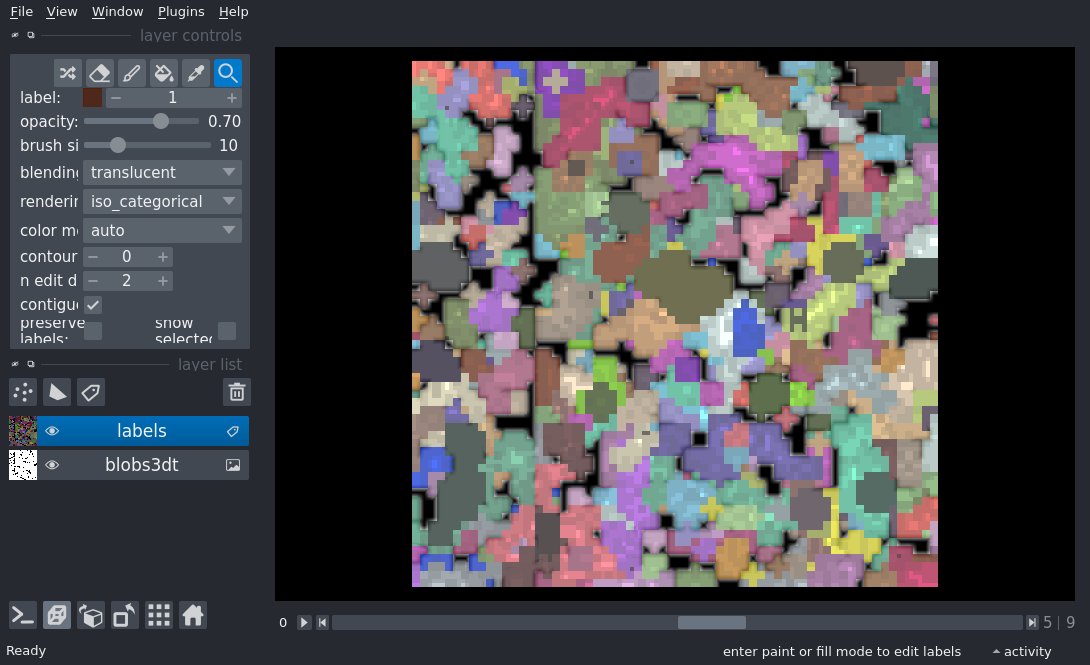 File View Window Plugins Help
layer controls
label: 1
opacity: 0.70
brush si 10
blending translucent
renderin iso_categorical
color m auto
contour 0
n edit d 2
contigu
preserve show
labels: selected
layer list
labels
blobs3dt
0 5 | 9
Ready enter paint or fill mode to edit labels activity